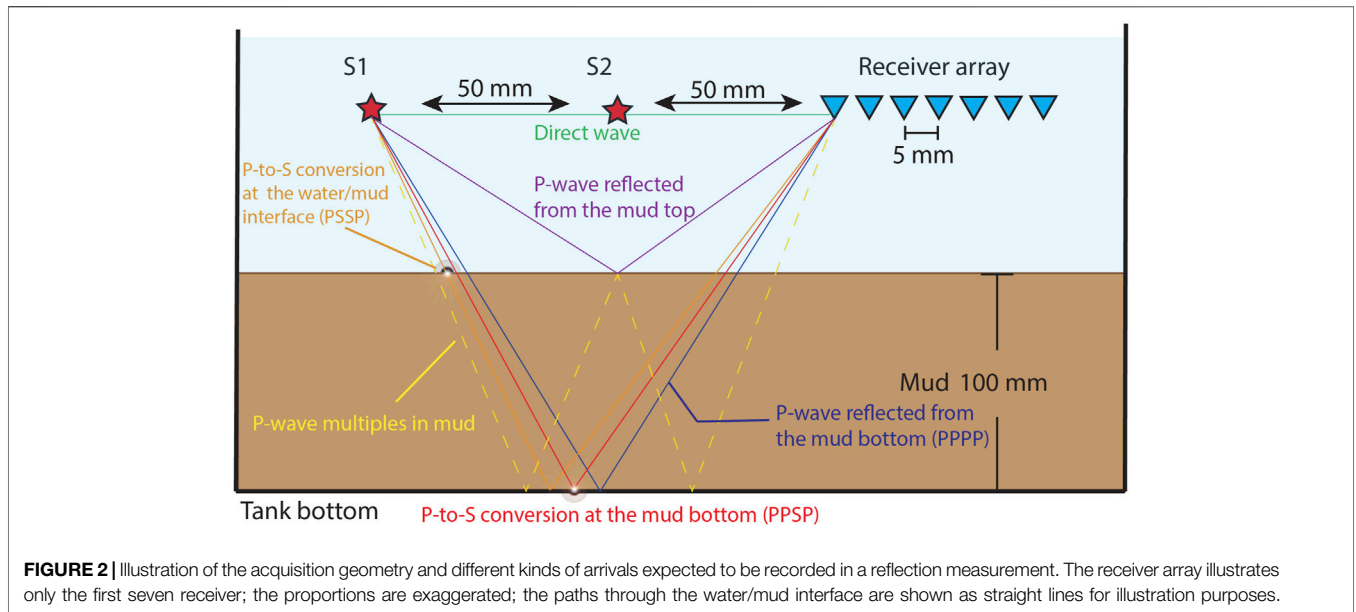 S1
S2
Receiver array
50 mm
50 mm
Direct wave
5 mm
P-to-S conversion
at the water/mud
interface (PSSP)
P-wave reflected
from the mud top
Mud 100 mm
P-wave multiples in mud
P-wave reflected from
the mud bottom (PPPP)
Tank bottom
P-to-S conversion at the mud bottom (PPSP)
FIGURE 2 | Illustration of the acquisition geometry and different kinds of arrivals expected to be recorded in a reflection measurement. The receiver array illustrates
only the first seven receiver; the proportions are exaggerated; the paths through the water/mud interface are shown as straight lines for illustration purposes.